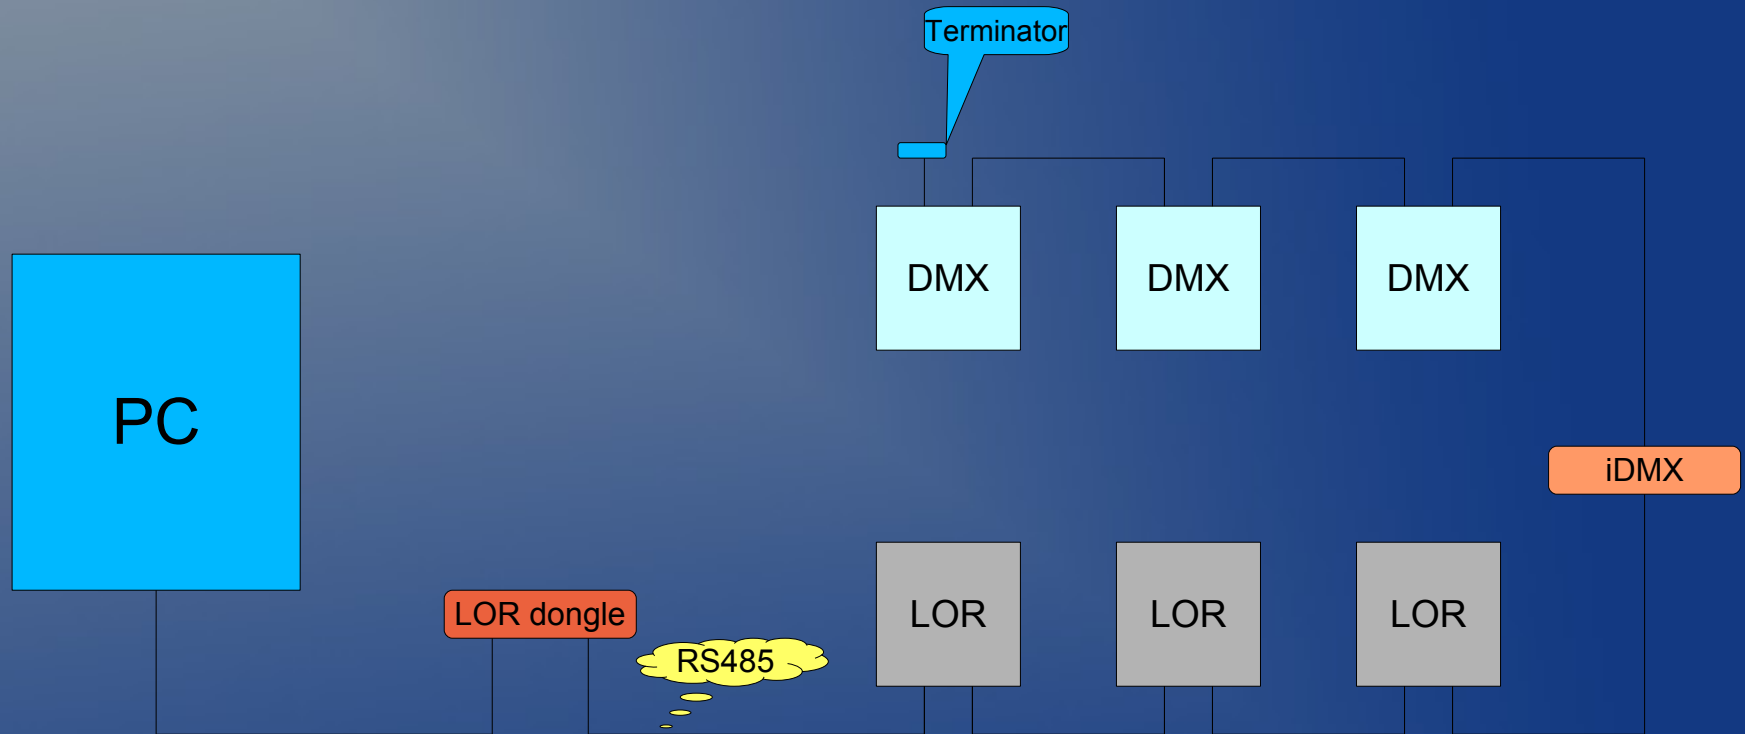 Terminator
DMX
DMX
DMX
PC
iDMX
LOR dongle
RS485
LOR
LOR
LOR